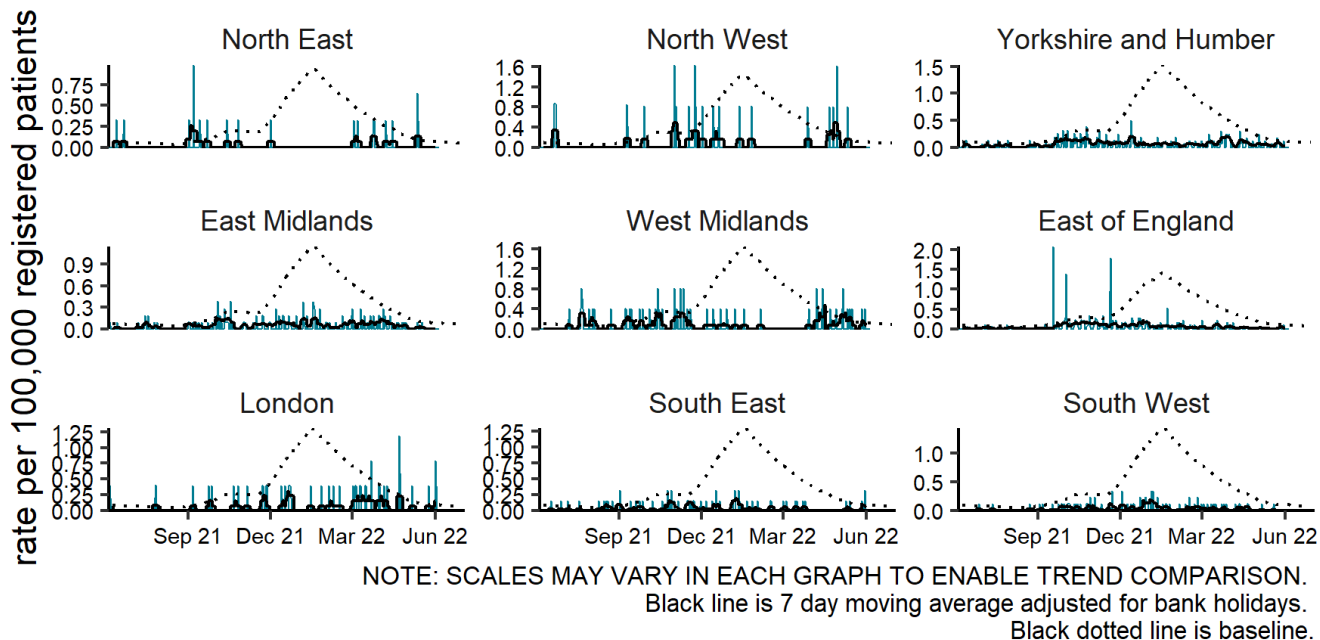 rate per 100,000 registered patients
North East
0.75
0.50
0.25
0.00
North West
1.6
1.2
0.8
0.4
0.0
Yorkshire and Humber
1.5
1.0
0.5
0.0
East Midlands
0.9
0.6
0.3
0.0
West Midlands
1.6
1.2
0.8
0.4
0.0
East of England
2.0
1.5
1.0
0.5
0.0
London
1.25
1.00
0.75
0.50
0.25
0.00
Sep 21 Dec 21 Mar 22 Jun 22
South East
1.25
1.00
0.75
0.50
0.25
0.00
Sep 21 Dec 21 Mar 22 Jun 22
South West
1.0
0.5
0.0
Sep 21 Dec 21 Mar 22 Jun 22
NOTE: SCALES MAY VARY IN EACH GRAPH TO ENABLE TREND COMPARISON.
Black line is 7 day moving average adjusted for bank holidays.
Black dotted line is baseline.